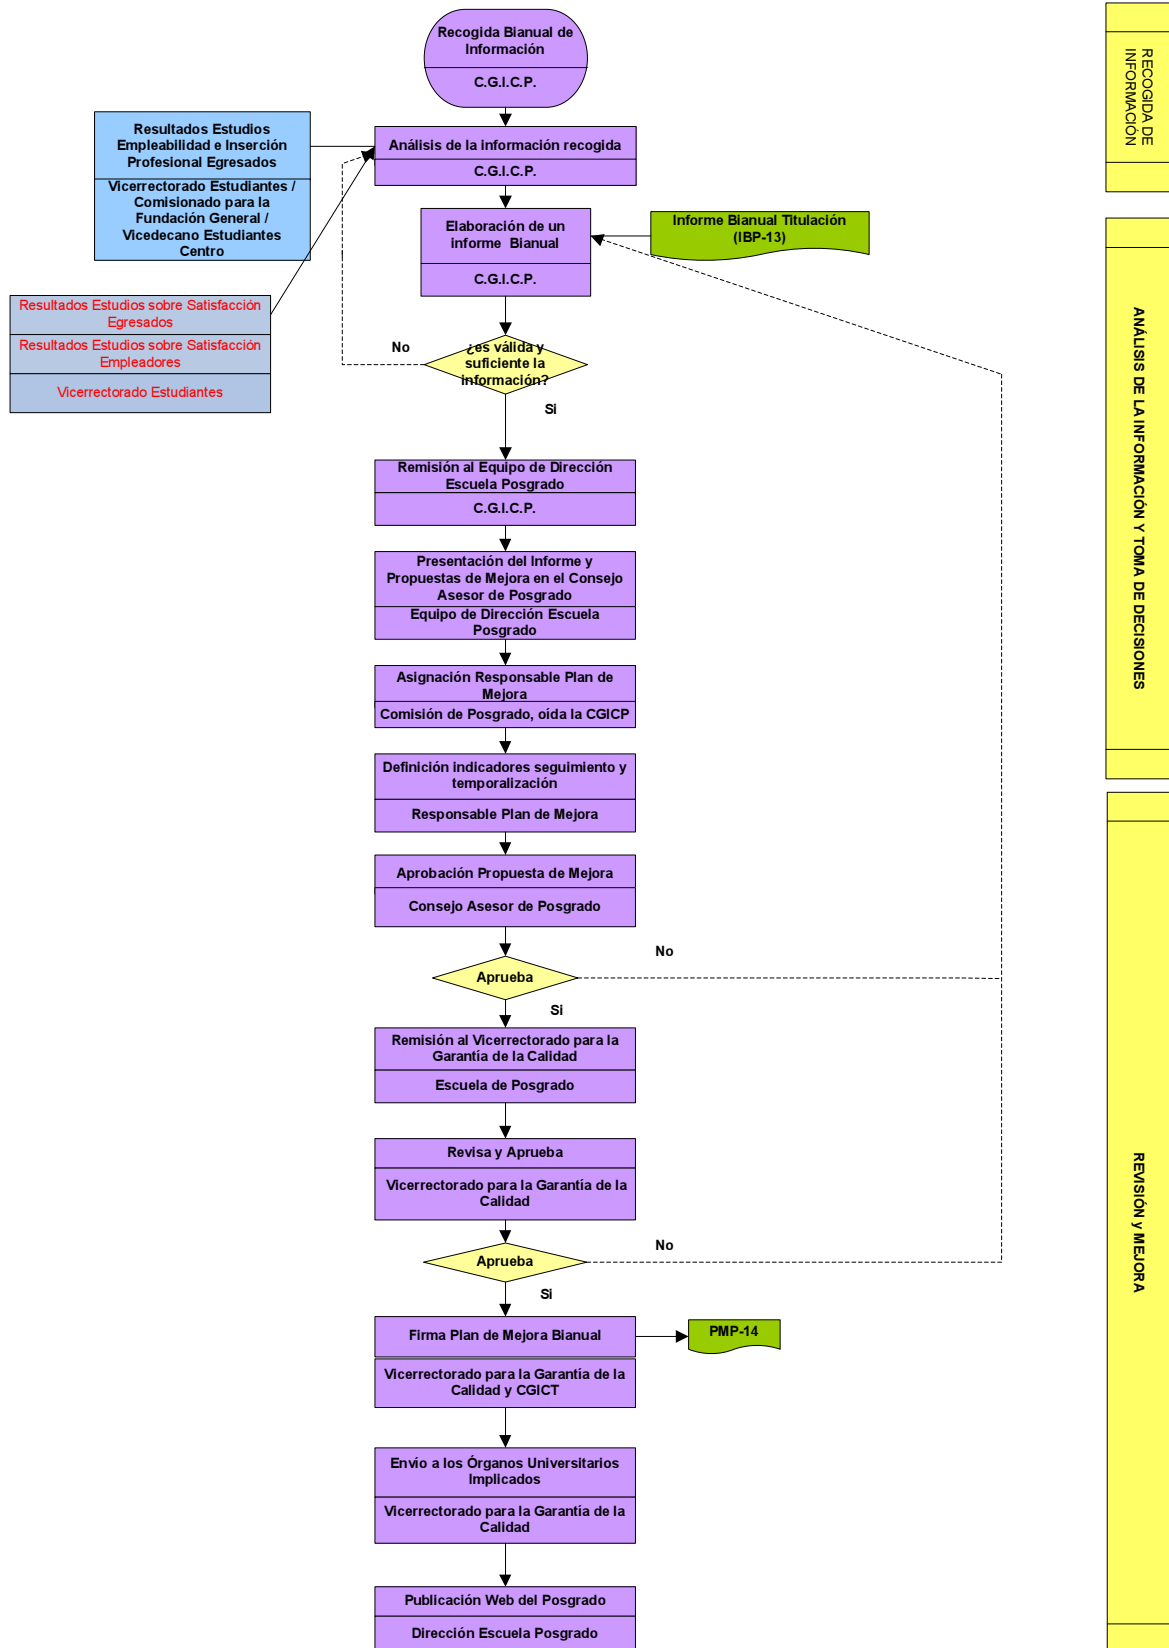 Recogida Bianual de
Información
C.G.I.C.P.
RECOGIDA DE
INFORMACIÓN
Resultados Estudios
Empleabilidad e Inserción
Profesional Egresados
Vicerrectorado Estudiantes /
Comisionado para la
Fundación General /
Vicedecano Estudiantes
Centro
Análisis de la información recogida
C.G.I.C.P.
Elaboración de un
informe Bianual
C.G.I.C.P.
Informe Bianual Titulación
(IBP-13)
Resultados Estudios sobre Satisfacción
Egresados
Resultados Estudios sobre Satisfacción
Empleadores
Vicerrectorado Estudiantes
No
¿es válida y
suficiente la
información?
Si
ANÁLISIS DE LA INFORMACIÓN Y TOMA DE DECISIONES
Remisión al Equipo de Dirección
Escuela Posgrado
C.G.I.C.P.
Presentación del Informe y
Propuestas de Mejora en el Consejo
Asesor de Posgrado
Equipo de Dirección Escuela
Posgrado
Asignación Responsable Plan de
Mejora
Comisión de Posgrado, oída la CGICP
Definición indicadores seguimiento y
temporalización
Responsable Plan de Mejora
Aprobación Propuesta de Mejora
Consejo Asesor de Posgrado
No
Aprueba
Si
Remisión al Vicerrectorado para la
Garantía de la Calidad
Escuela de Posgrado
Revisa y Aprueba
Vicerrectorado para la Garantía de la
Calidad
REVISIÓN y MEJORA
No
Aprueba
Si
Firma Plan de Mejora Bianual
PMP-14
Vicerrectorado para la Garantía de la
Calidad y CGICT
Envío a los Órganos Universitarios
Implicados
Vicerrectorado para la Garantía de la
Calidad
Publicación Web del Posgrado
Dirección Escuela Posgrado